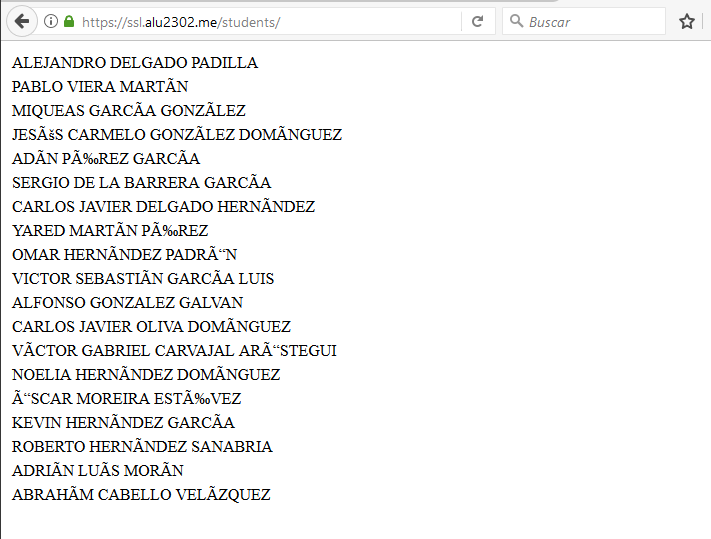 https://ssl.alu2302.me/students/
Buscar
ALEJANDRO DELGADO PADILLA
PABLO VIERA MARTÃN
MIQUEAS GARCÃA GONZÃLEZ
JESÃšS CARMELO GONZÃLEZ DOMÃNGUEZ
ADÃN PÃ‰REZ GARCÃA
SERGIO DE LA BARRERA GARCÃA
CARLOS JAVIER DELGADO HERNÃNDEZ
YARED MARTÃN PÃ‰REZ
OMAR HERNÃNDEZ PADRÃ“N
VICTOR SEBASTIÃN GARCÃA LUIS
ALFONSO GONZALEZ GALVAN
CARLOS JAVIER OLIVA DOMÃNGUEZ
VÃCTOR GABRIEL CARVAJAL ARÃ“STEGUI
NOELIA HERNÃNDEZ DOMÃNGUEZ
Ã“SCAR MOREIRA ESTÃ‰VEZ
KEVIN HERNÃNDEZ GARCÃA
ROBERTO HERNÃNDEZ SANABRIA
ADRIÃN LUÃS MORÃN
ABRAHÃM CABELLO VELÃZQUEZ